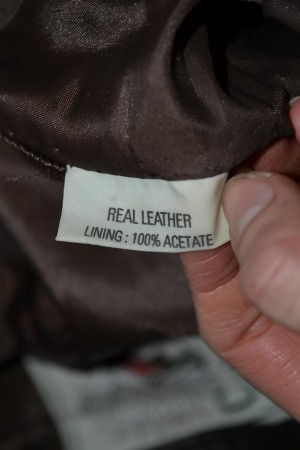 REAL LEATHER
LINING : 100% ACETATE